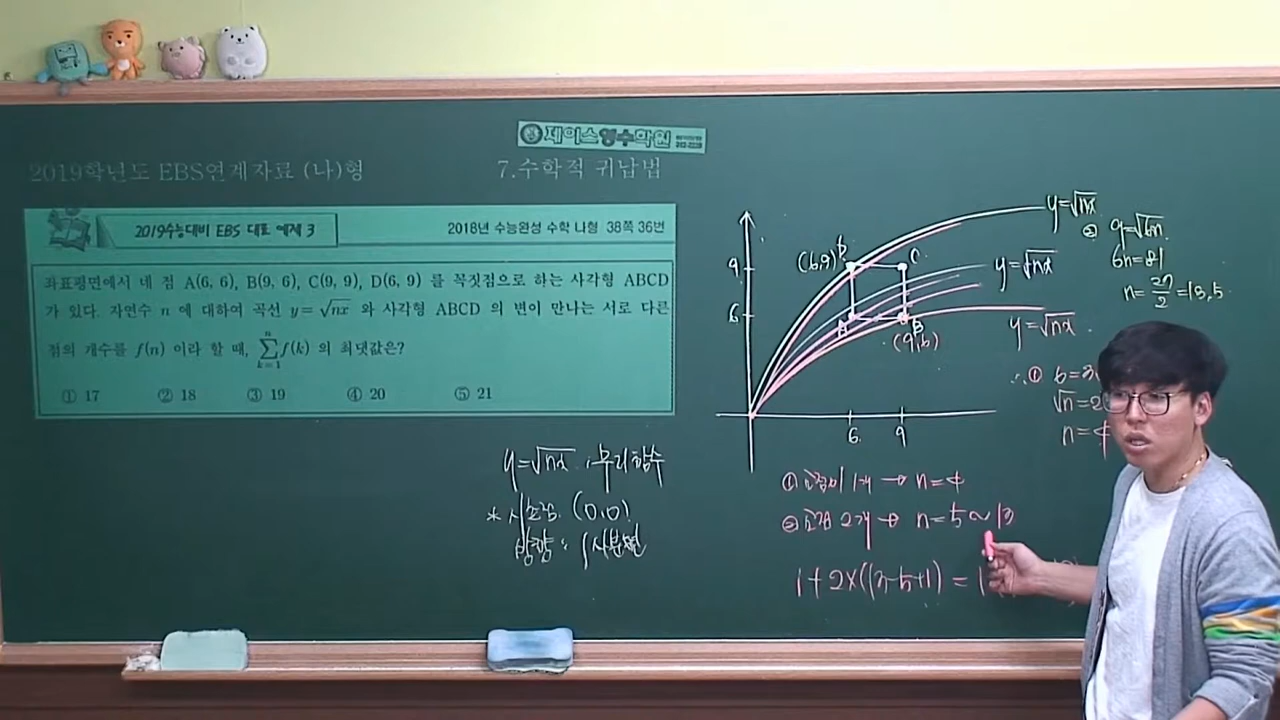 제이스영수학원
2019학년도 EBS연계자료 (나)형
7.수학적 귀납법
2019수능대비 EBS 대표 예제 3
2018년 수능완성 수학 나형 38쪽 36번
좌표평면에서 네 점 A(6, 6), B(9, 6), C(9, 9), D(6, 9) 를 꼭짓점으로 하는 사각형 ABCD
가 있다. 자연수 n 에 대하여 곡선 y=√nx 와 사각형 ABCD 의 변이 만나는 서로 다른
점의 개수를 f(n) 이라 할 때, ∑_{k=1}^{n} f(k) 의 최댓값은?
① 17 ② 18 ③ 19 ④ 20 ⑤ 21
y=√nx : 무리함수
* 시작점. (0,0)
방향 : 1사분면
9
6
(6,9) D
C
A
B
(9,6)
6
9
y=√nx
y=√nx
y=√nx
② 9=√6n
6n=81
n=27/2=13.5
∴ ① 6=3
√n=2
n=4
① 교점이 1개 → n=4
② 교점 2개 → n=5~13
1+2×(13-5+1) = 1